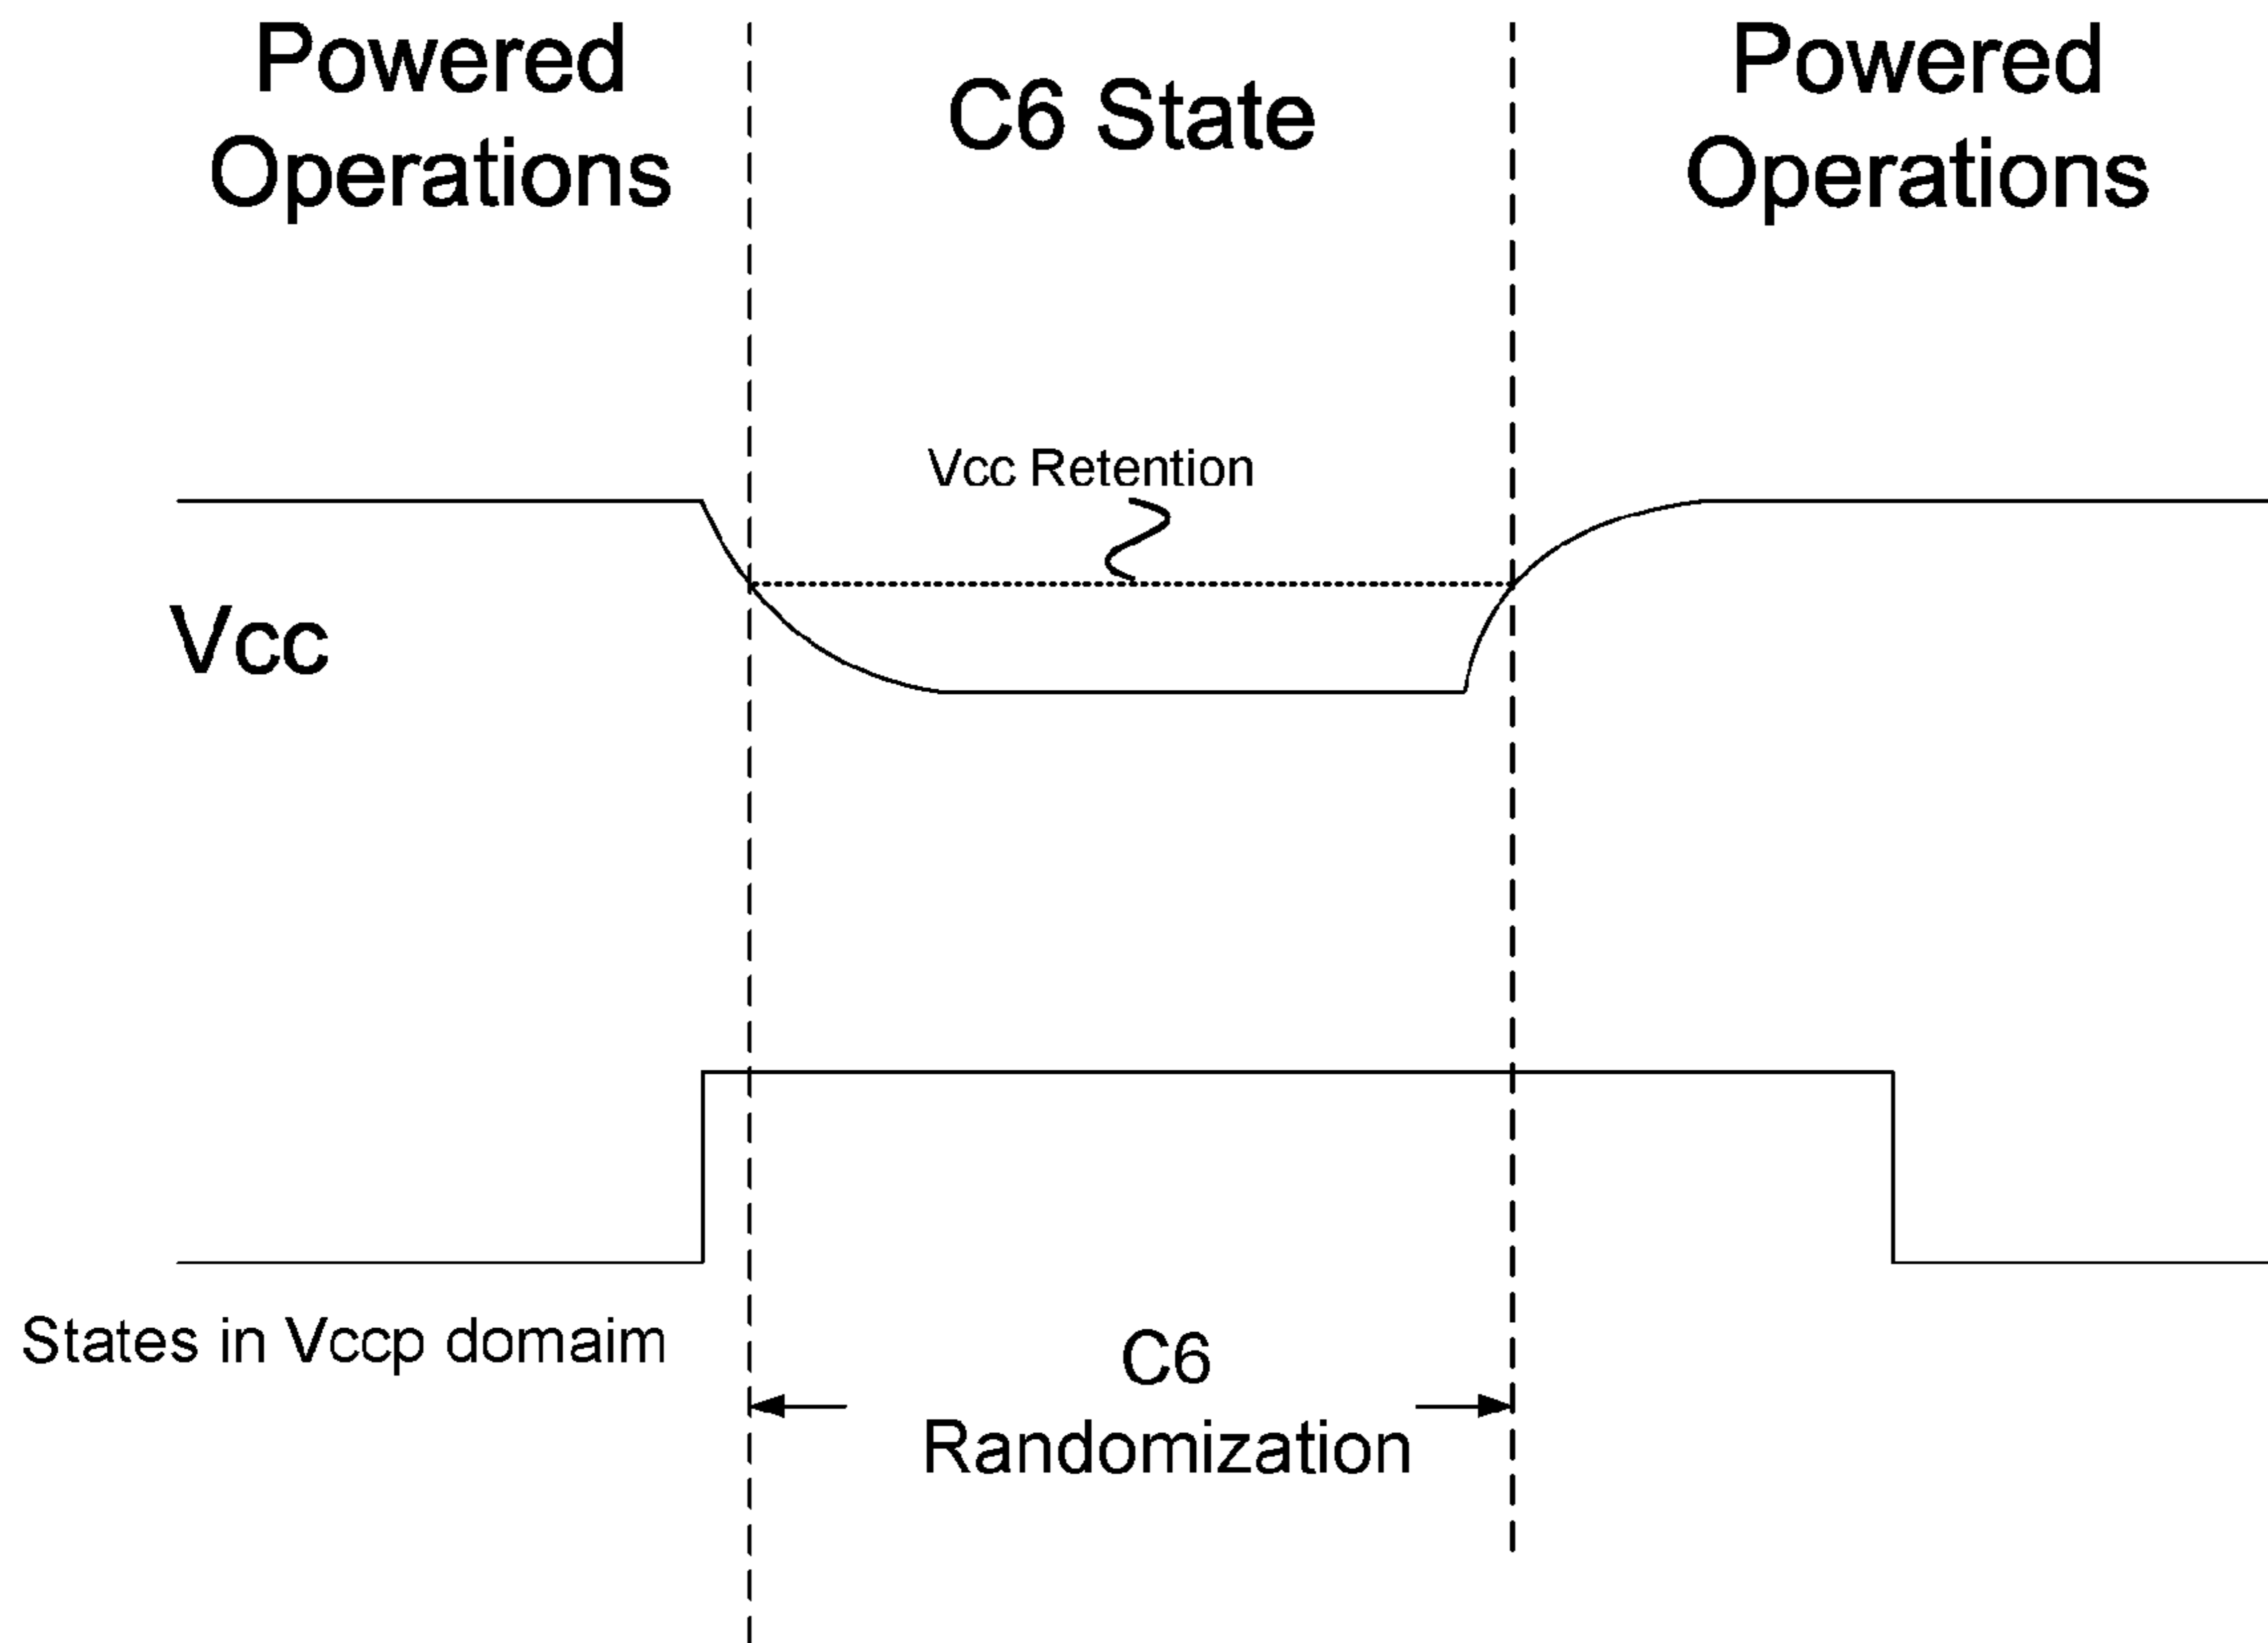 Powered
Operations
C6 State
Powered
Operations
Vcc Retention
Vcc
States in Vccp domaim
C6
Randomization